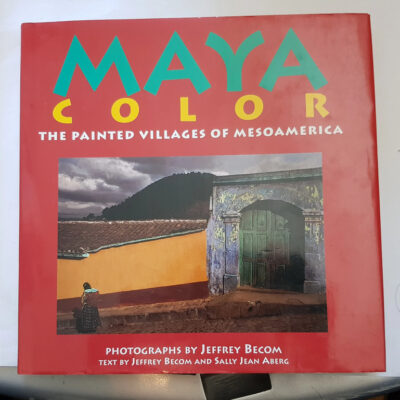 MAYA
COLOR
THE PAINTED VILLAGES OF MESOAMERICA
PHOTOGRAPHS BY JEFFREY BECOM
TEXT BY JEFFREY BECOM AND SALLY JEAN ABERG